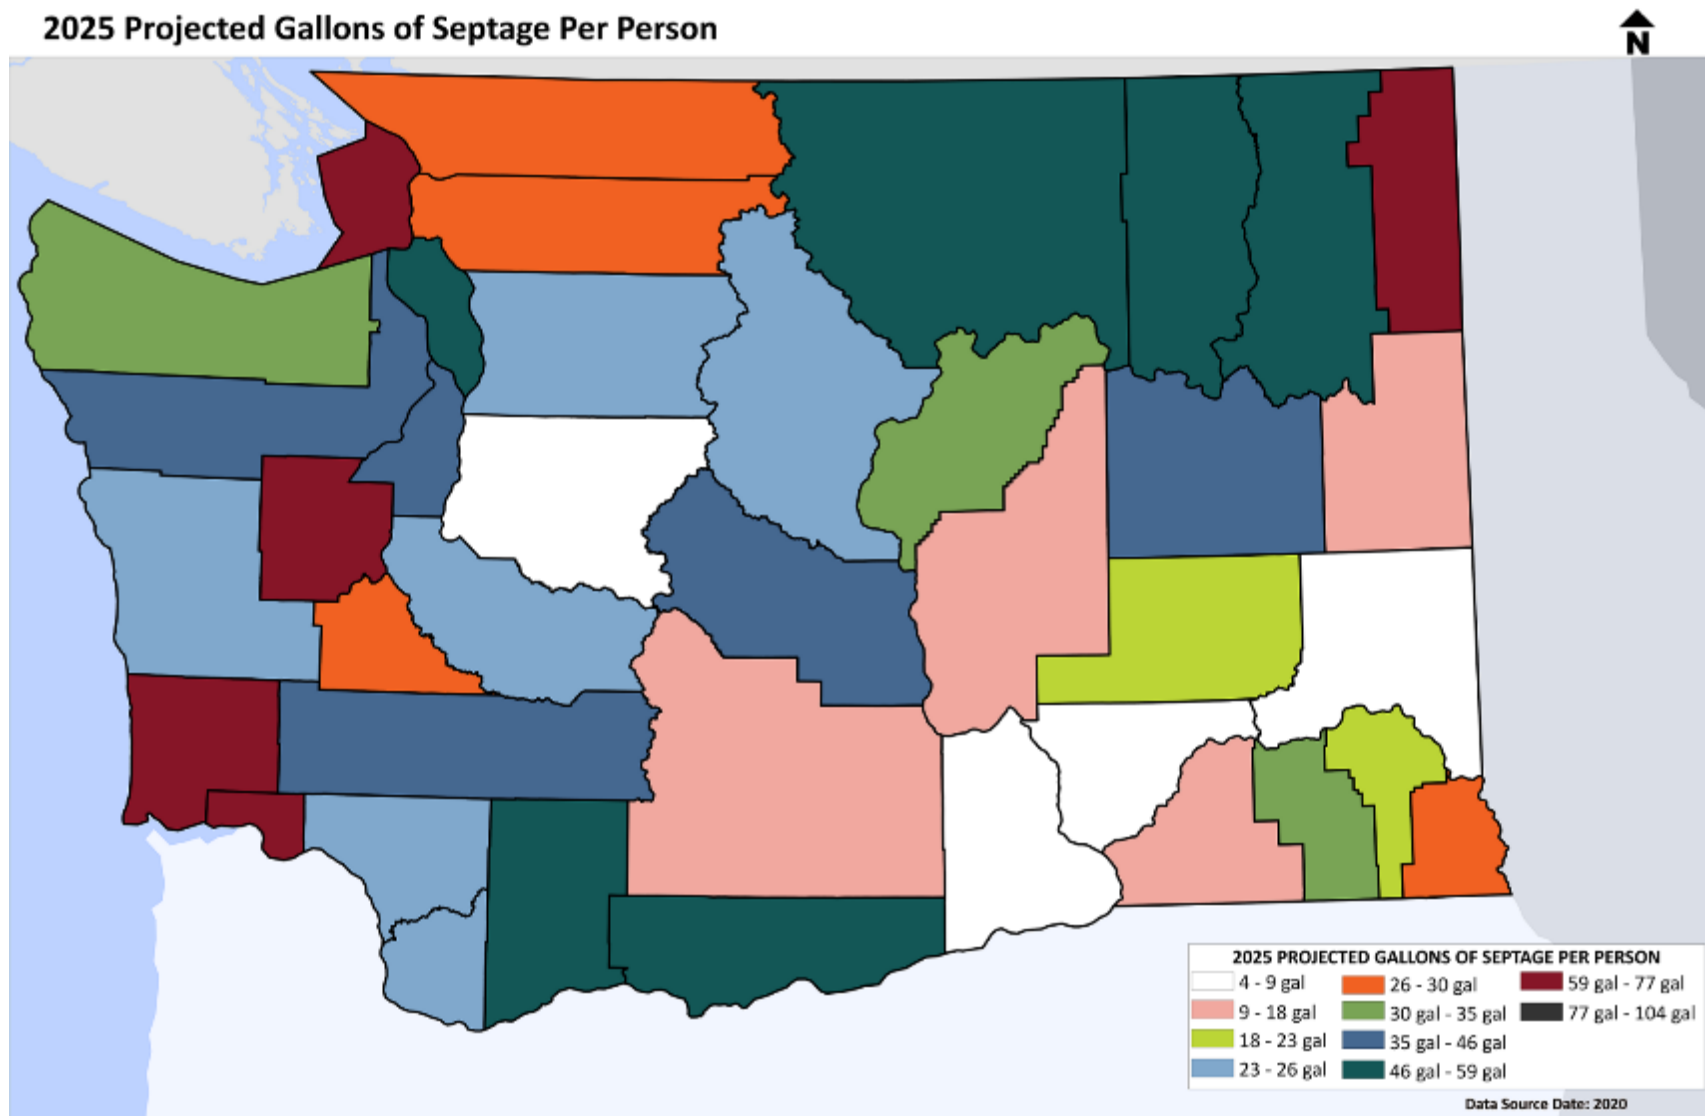 2025 Projected Gallons of Septage Per Person
N
2025 PROJECTED GALLONS OF SEPTAGE PER PERSON
4 - 9 gal
9 - 18 gal
18 - 23 gal
23 - 26 gal
26 - 30 gal
30 gal - 35 gal
35 gal - 46 gal
46 gal - 59 gal
59 gal - 77 gal
77 gal - 104 gal
Data Source Date: 2020